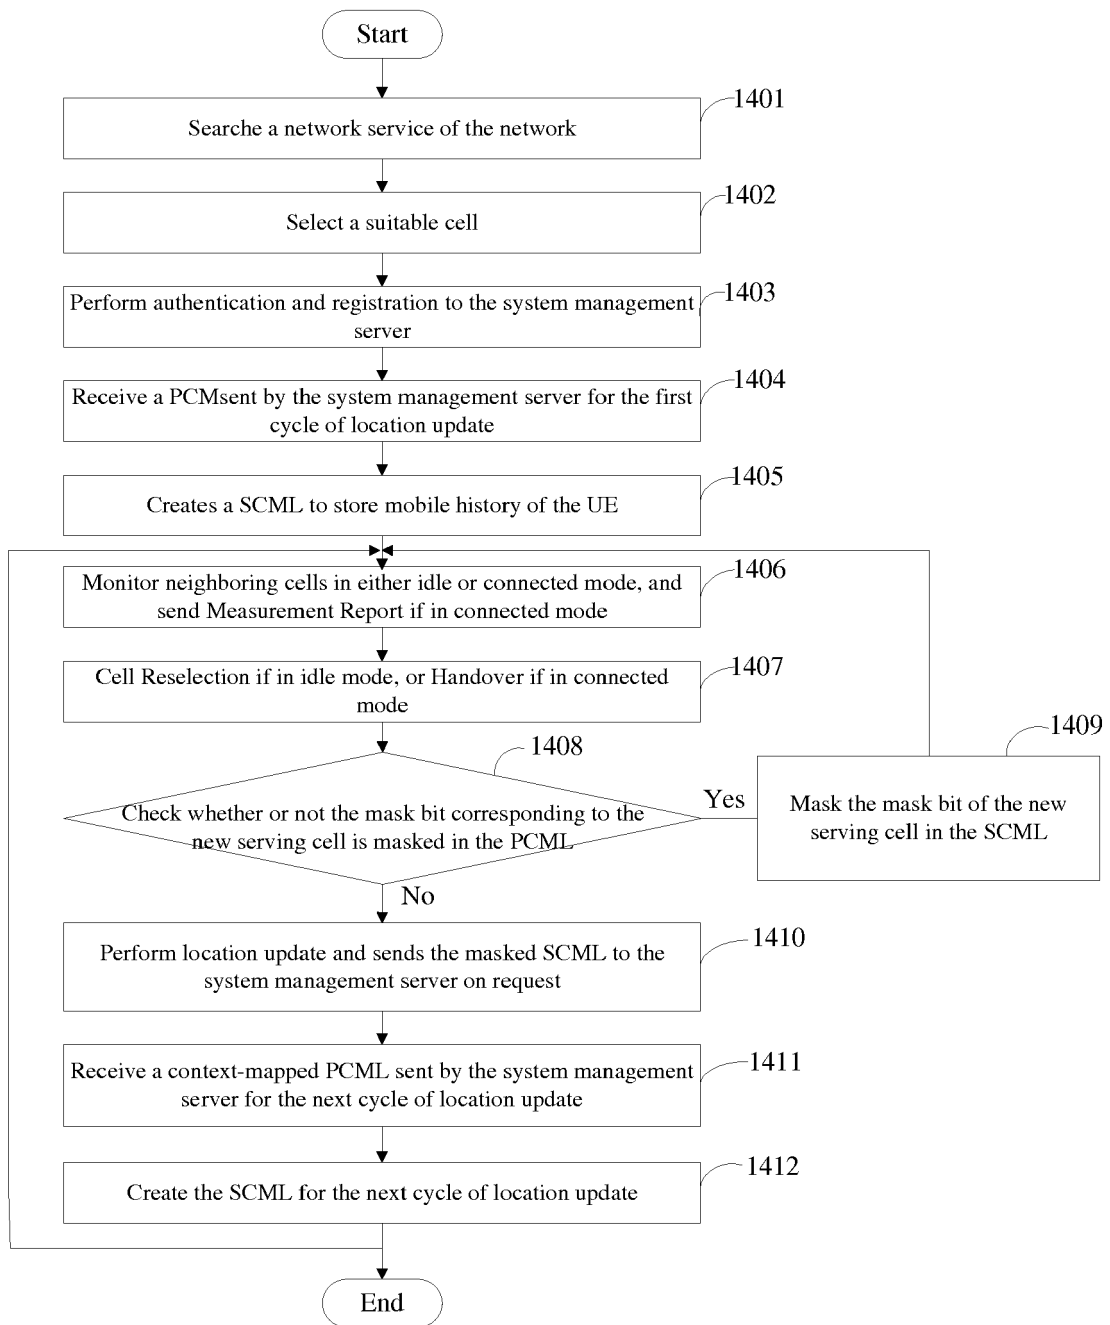 Start
1401
Searche a network service of the network
1402
Select a suitable cell
1403
Perform authentication and registration to the system management
server
1404
Receive a PCMsent by the system management server for the first
cycle of location update
1405
Creates a SCML to store mobile history of the UE
1406
Monitor neighboring cells in either idle or connected mode, and
send Measurement Report if in connected mode
1407
Cell Reselection if in idle mode, or Handover if in connected
mode
1408
Check whether or not the mask bit corresponding to the
new serving cell is masked in the PCML
Yes
1409
Mask the mask bit of the new
serving cell in the SCML
No
1410
Perform location update and sends the masked SCML to the
system management server on request
1411
Receive a context-mapped PCML sent by the system management
server for the next cycle of location update
1412
Create the SCML for the next cycle of location update
End